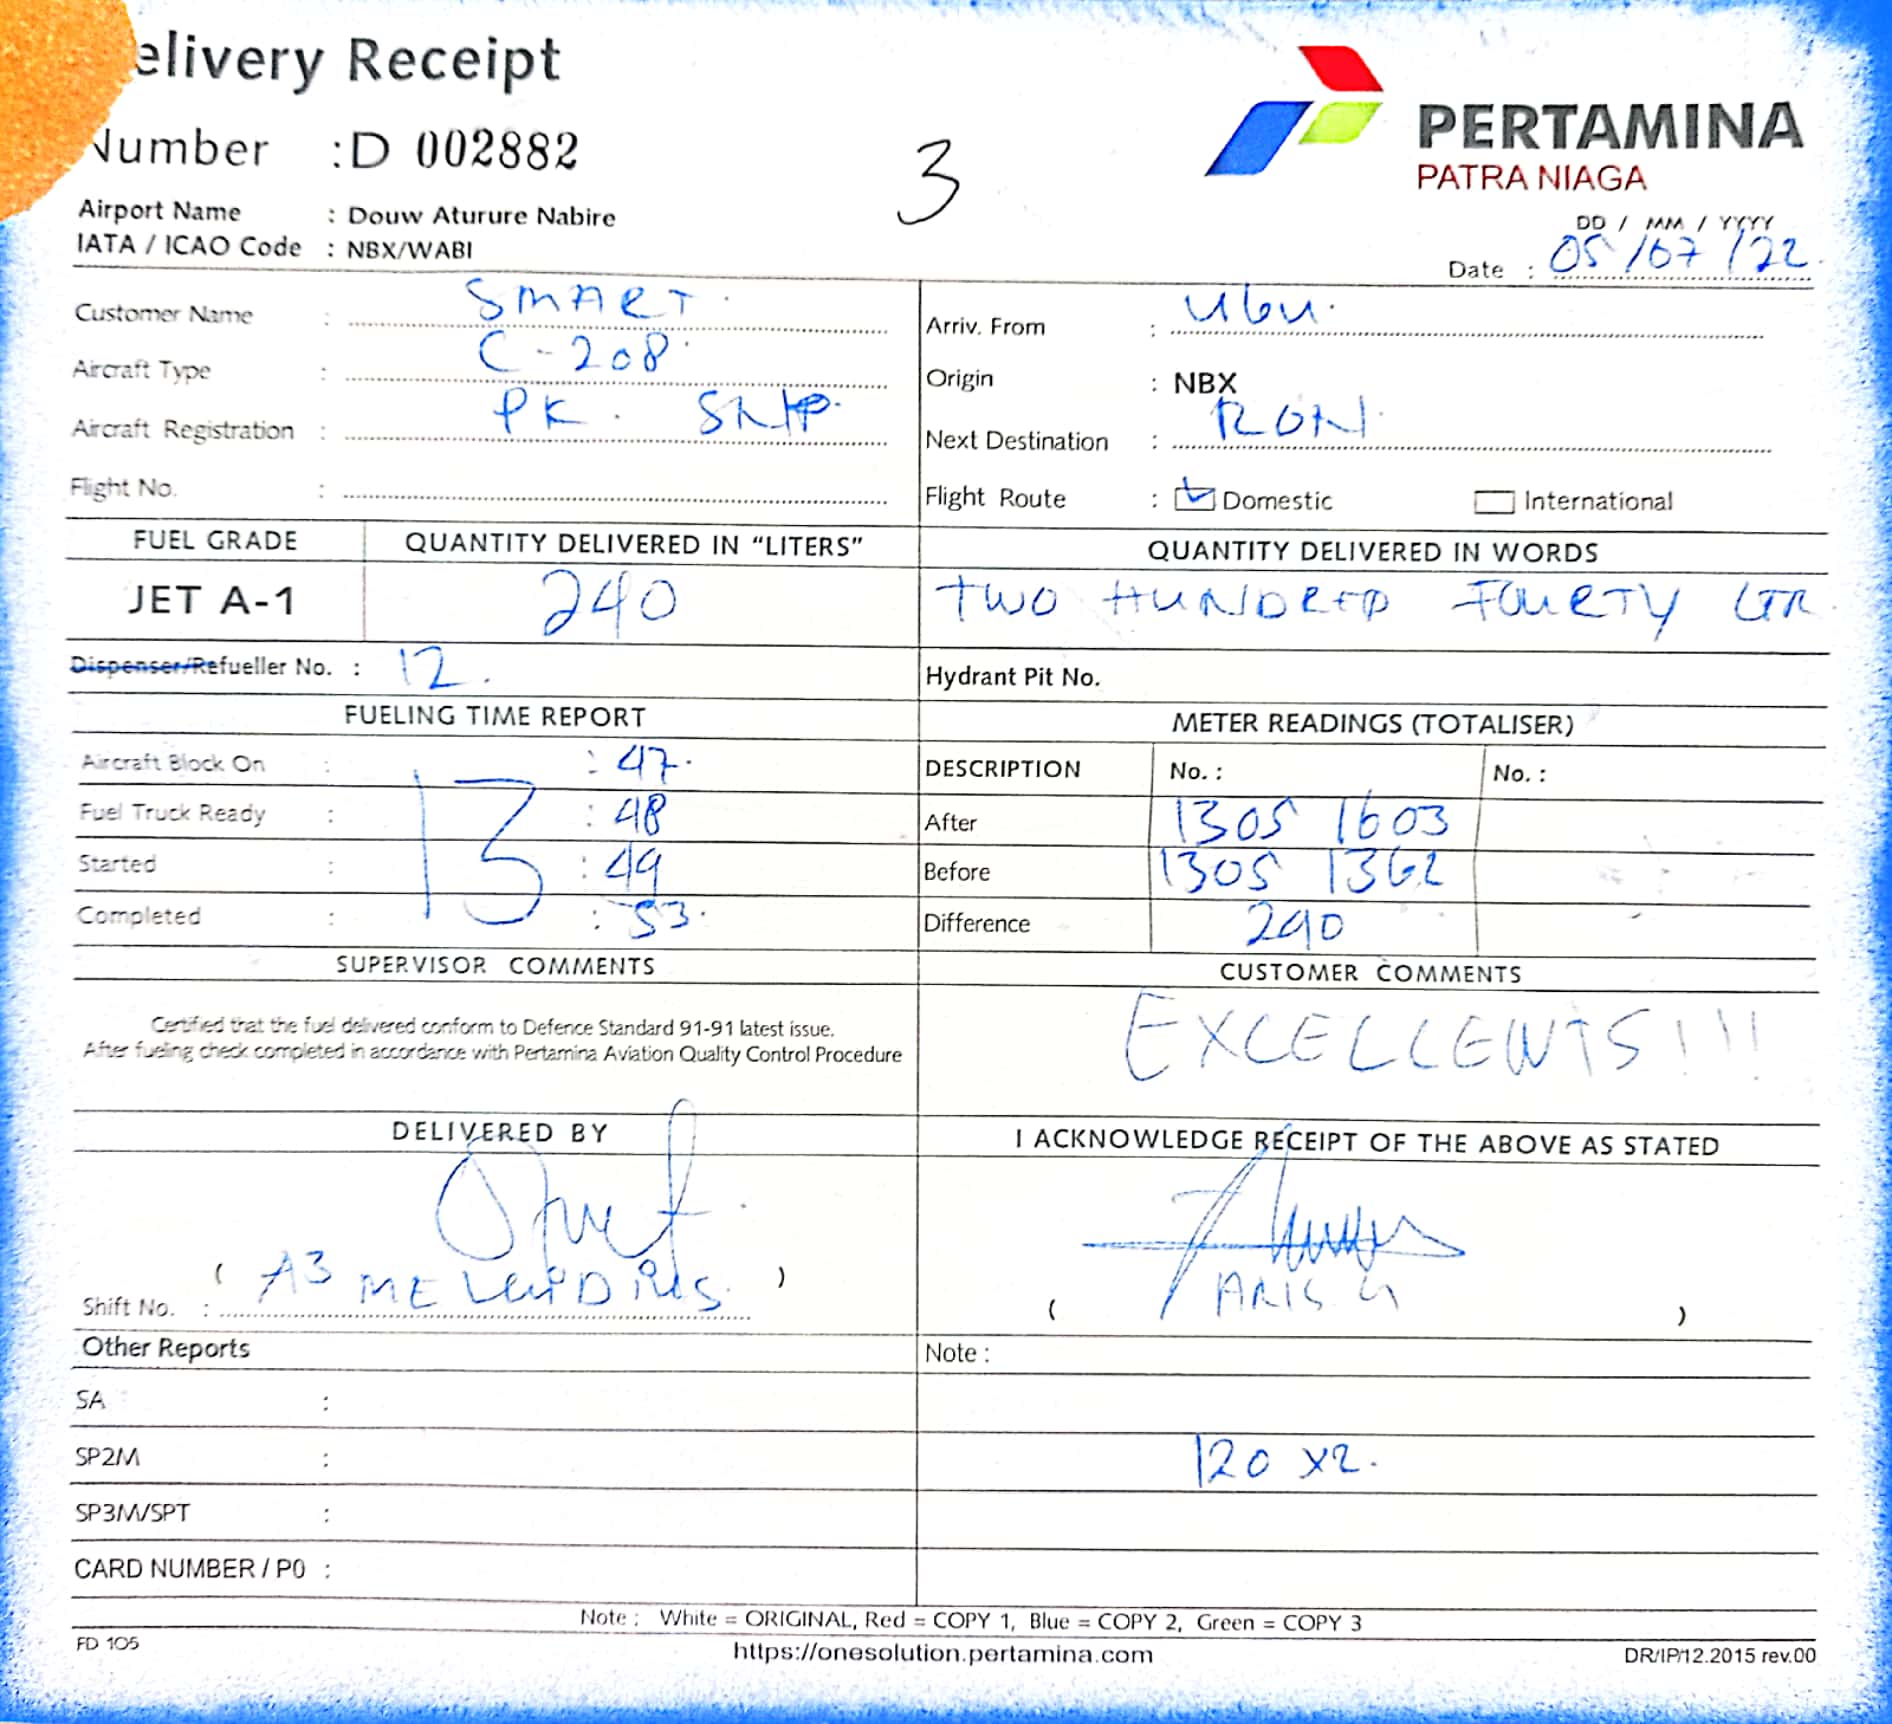 elivery Receipt
Number :D 002882
3
PERTAMINA
PATRA NIAGA
Airport Name : Douw Aturure Nabire
IATA / ICAO Code : NBX/WABI
DD / MM / YYYY
Date : 05/07/22.
Customer Name : SMART
Arriv. From : UGU.
Aircraft Type : C-208
Origin : NBX
Aircraft Registration : PK.
Next Destination : RON
Flight No. :
Flight Route : Domestic International
FUEL GRADE QUANTITY DELIVERED IN “LITERS” QUANTITY DELIVERED IN WORDS
JET A-1 240 TWO HUNDRED FOURTY LTR.
Dispenser/Refueller No. : 12.
Hydrant Pit No.
FUELING TIME REPORT
METER READINGS (TOTALISER)
Aircraft Block On : 13 : 47.
DESCRIPTION No. : No. :
Fuel Truck Ready : : 48
After 1305 1603
Started : : 49
Before 1305 1362
Completed : : 53.
Difference 240
SUPERVISOR COMMENTS
CUSTOMER COMMENTS
Certified that the fuel delivered conform to Defence Standard 91-91 latest issue.
After fueling check completed in accordance with Pertamina Aviation Quality Control Procedure
EXCELLENTS!!!
DELIVERED BY
I ACKNOWLEDGE RECEIPT OF THE ABOVE AS STATED
( A3 )
Shift No. :
( ARIS )
Other Reports
Note :
SA :
SP2M :
120 x2.
SP3M/SPT :
CARD NUMBER / P0 :
Note : White = ORIGINAL, Red = COPY 1, Blue = COPY 2, Green = COPY 3
FD 105
https://onesolution.pertamina.com
DR/IP/12.2015 rev.00